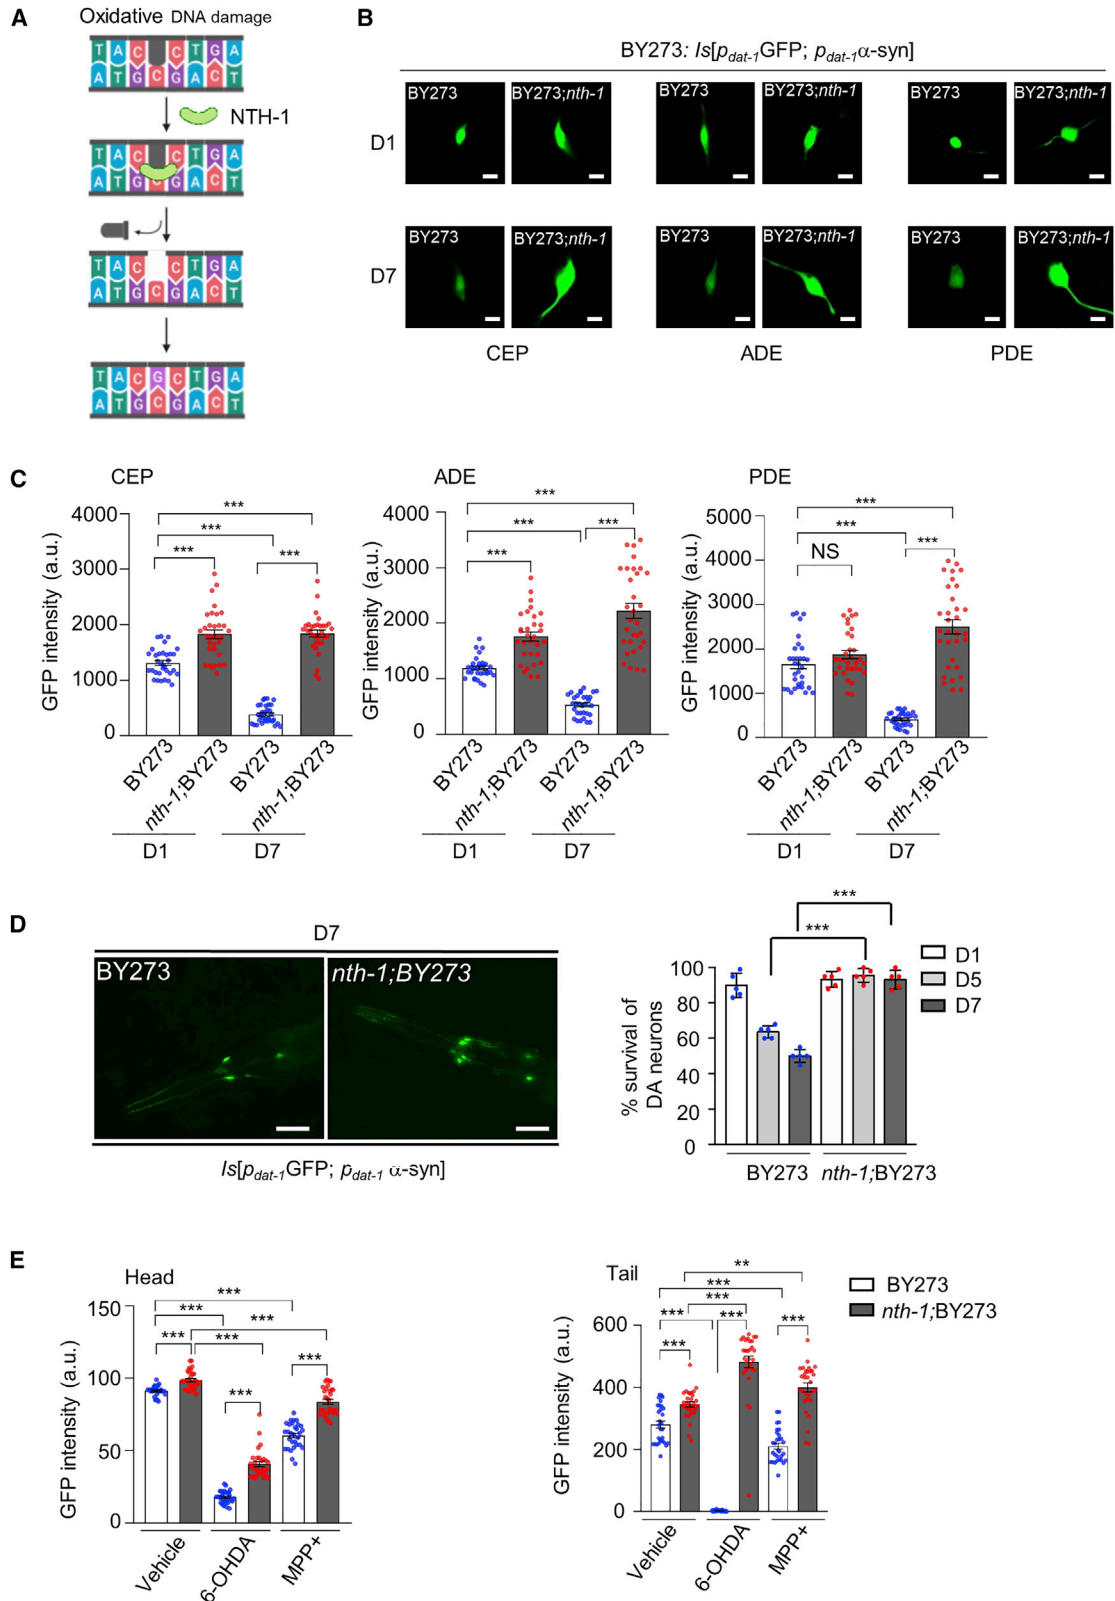 A
Oxidative DNA damage
T A C C T G A
A T G C G A C T
NTH-1
T A C C T G A
A T G C G A C T
T A C C T G A
A T G C G A C T
T A C G C T G A
A T G C G A C T
B
BY273: Is[pdat-1GFP; pdat-1α-syn]
D1
BY273
BY273;nth-1
BY273
BY273;nth-1
BY273
BY273;nth-1
D7
BY273
BY273;nth-1
BY273
BY273;nth-1
BY273
BY273;nth-1
CEP
ADE
PDE
C
CEP
GFP intensity (a.u.)
4000
3000
2000
1000
0
***
***
***
***
BY273
nth-1;BY273
BY273
nth-1;BY273
D1
D7
ADE
GFP intensity (a.u.)
4000
3000
2000
1000
0
***
***
***
***
BY273
nth-1;BY273
BY273
nth-1;BY273
D1
D7
PDE
GFP intensity (a.u.)
5000
4000
3000
2000
1000
0
***
***
NS
***
BY273
nth-1;BY273
BY273
nth-1;BY273
D1
D7
D
D7
BY273
nth-1;BY273
Is[pdat-1GFP; pdat-1 α-syn]
% survival of
DA neurons
100
80
60
40
20
0
***
***
D1
D5
D7
BY273
nth-1;BY273
E
Head
GFP intensity (a.u.)
150
100
50
0
***
***
***
***
***
***
***
Vehicle
6-OHDA
MPP+
Tail
GFP intensity (a.u.)
600
400
200
0
**
***
***
***
***
***
***
Vehicle
6-OHDA
MPP+
BY273
nth-1;BY273